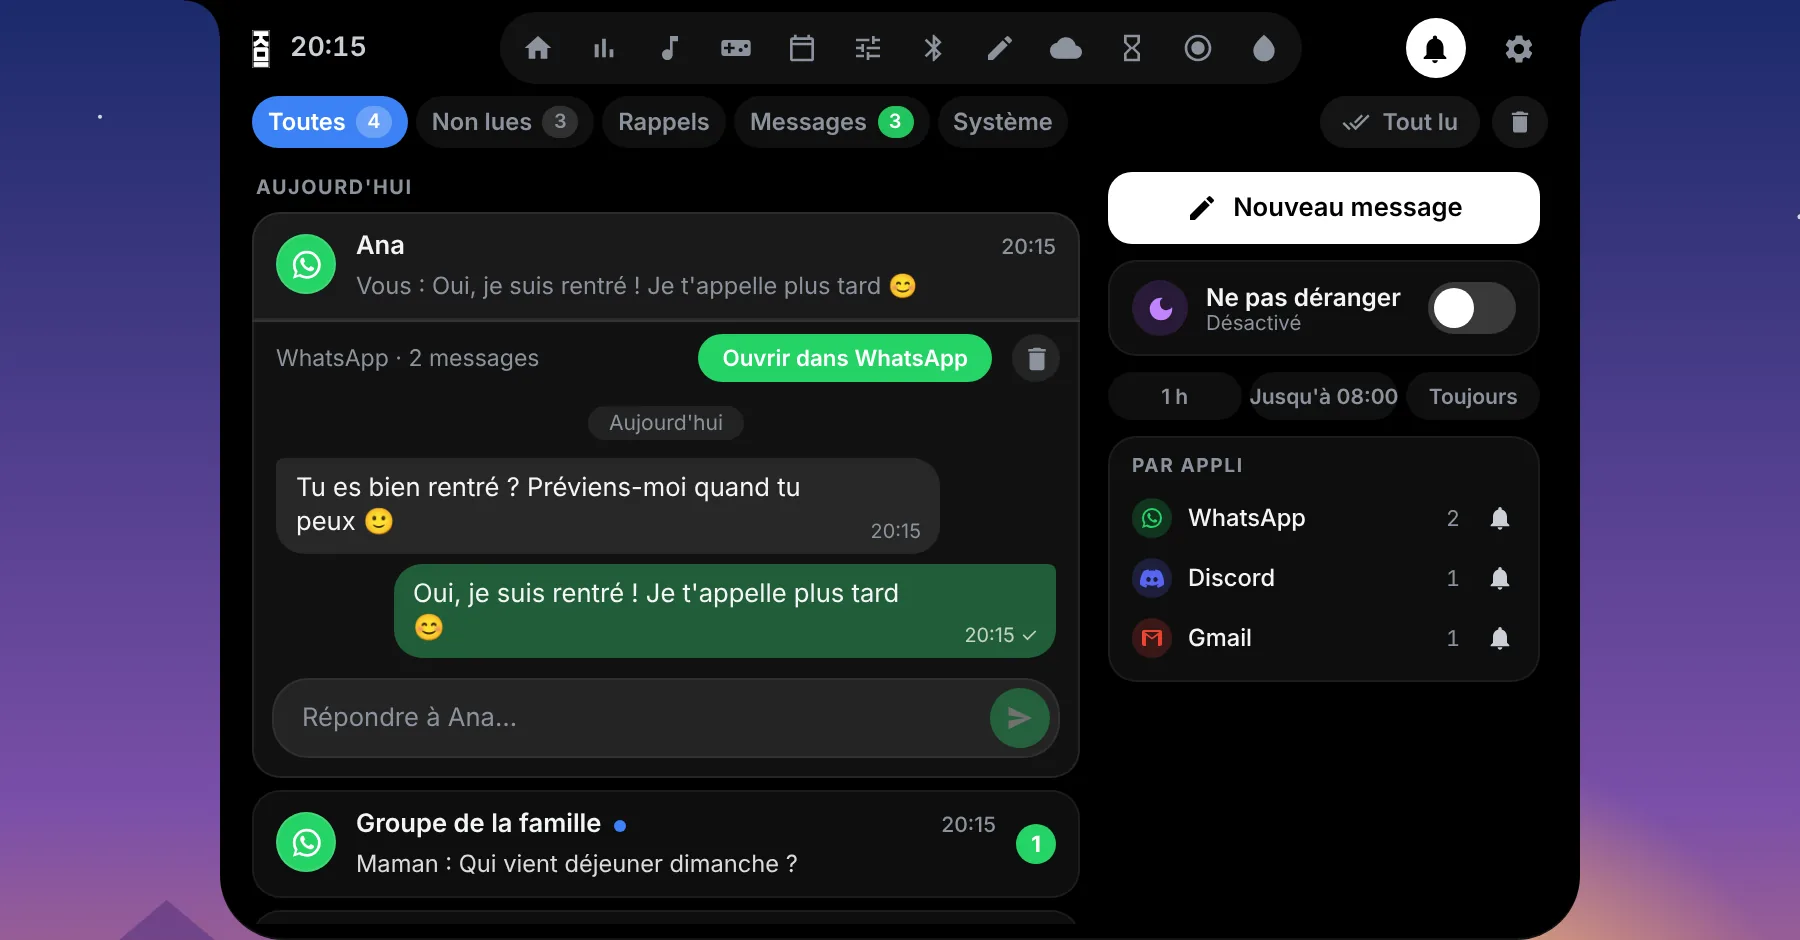 20:15
Toutes 4
Non lues 3
Rappels
Messages 3
Système
Tout lu
AUJOURD'HUI
Ana
20:15
Vous : Oui, je suis rentré ! Je t'appelle plus tard 😊
WhatsApp · 2 messages
Ouvrir dans WhatsApp
Aujourd'hui
Tu es bien rentré ? Préviens-moi quand tu
peux 🙂
20:15
Oui, je suis rentré ! Je t'appelle plus tard
😊
20:15 ✓
Répondre à Ana...
Groupe de la famille
20:15
Maman : Qui vient déjeuner dimanche ?
1
Nouveau message
Ne pas déranger
Désactivé
1 h
Jusqu'à 08:00
Toujours
PAR APPLI
WhatsApp 2
Discord 1
Gmail 1